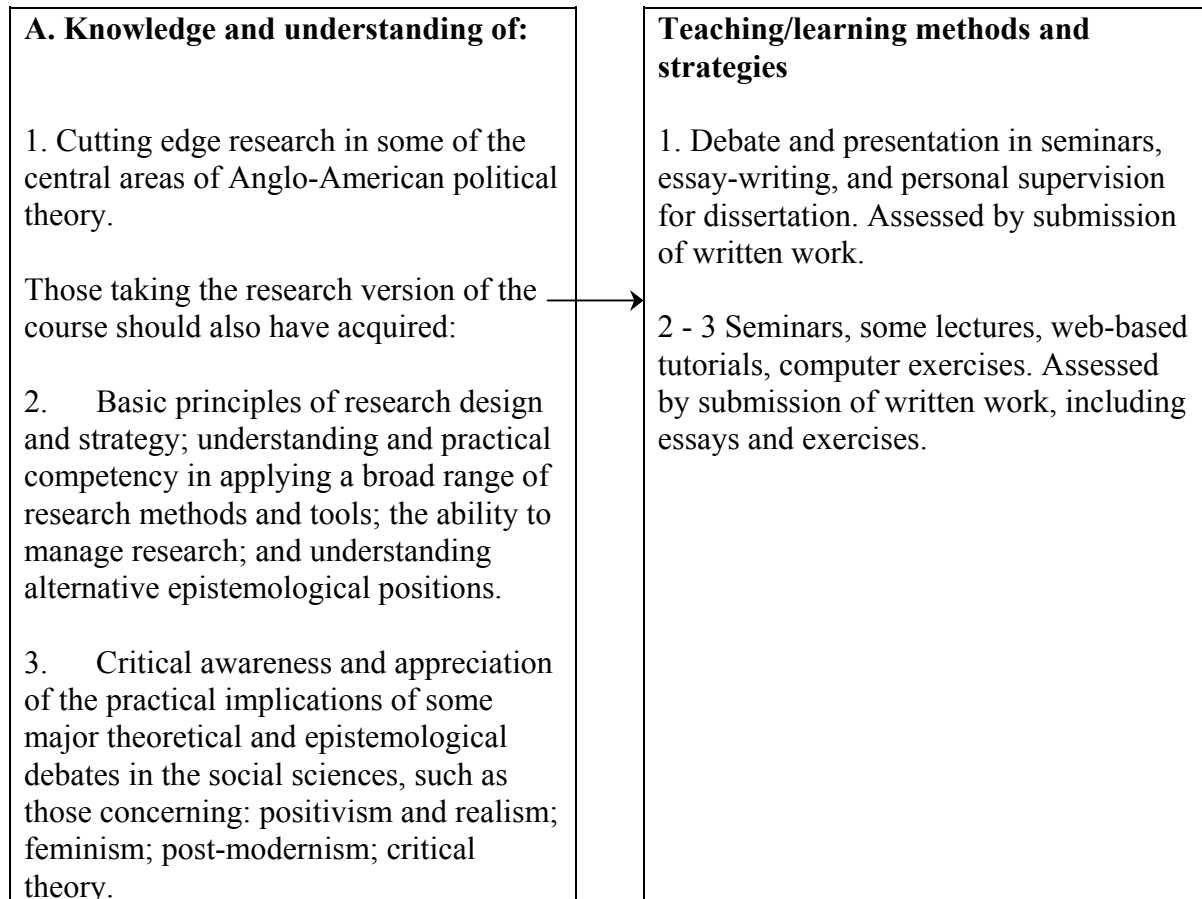 A. Knowledge and understanding of:
1. Cutting edge research in some of the
central areas of Anglo-American political
theory.
Those taking the research version of the
course should also have acquired:
2. Basic principles of research design
and strategy; understanding and practical
competency in applying a broad range of
research methods and tools; the ability to
manage research; and understanding
alternative epistemological positions.
3. Critical awareness and appreciation
of the practical implications of some
major theoretical and epistemological
debates in the social sciences, such as
those concerning: positivism and realism;
feminism; post-modernism; critical
theory.
Teaching/learning methods and
strategies
1. Debate and presentation in seminars,
essay-writing, and personal supervision
for dissertation. Assessed by submission
of written work.
2 - 3 Seminars, some lectures, web-based
tutorials, computer exercises. Assessed
by submission of written work, including
essays and exercises.